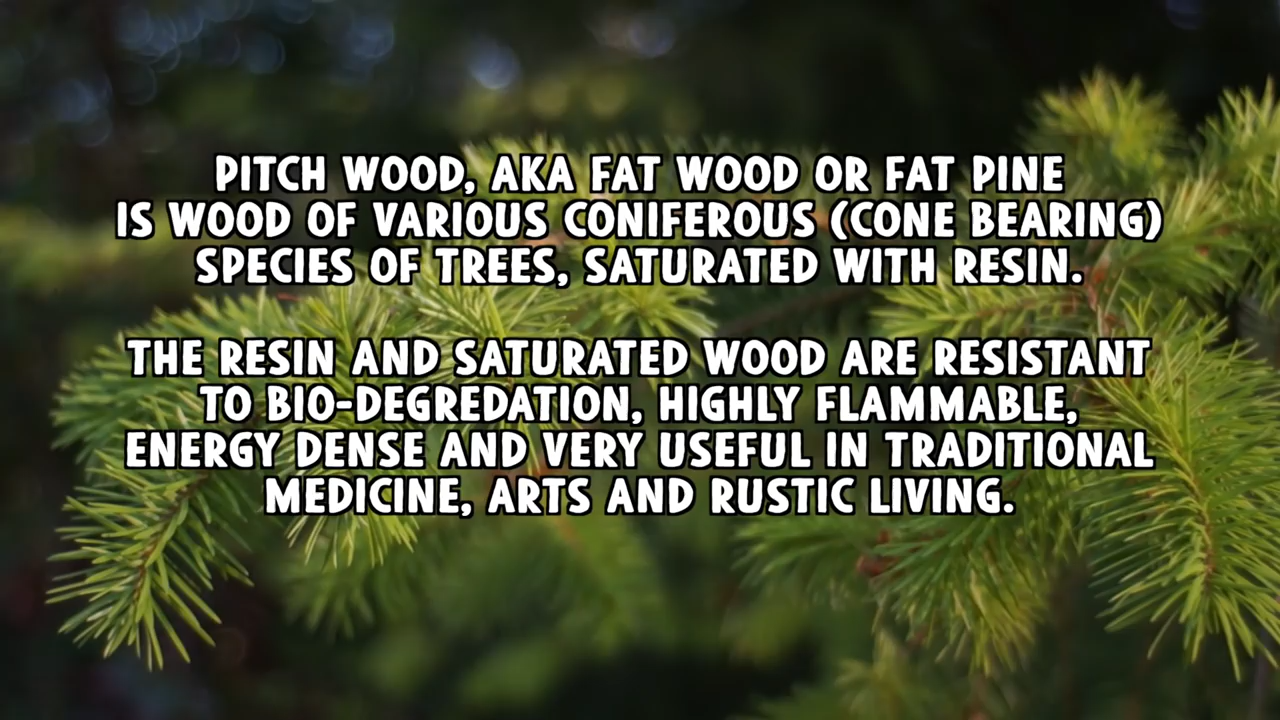 PITCH WOOD, AKA FAT WOOD OR FAT PINE
IS WOOD OF VARIOUS CONIFEROUS (CONE BEARING)
SPECIES OF TREES, SATURATED WITH RESIN.
THE RESIN AND SATURATED WOOD ARE RESISTANT
TO BIO-DEGREDATION, HIGHLY FLAMMABLE,
ENERGY DENSE AND VERY USEFUL IN TRADITIONAL
MEDICINE, ARTS AND RUSTIC LIVING.